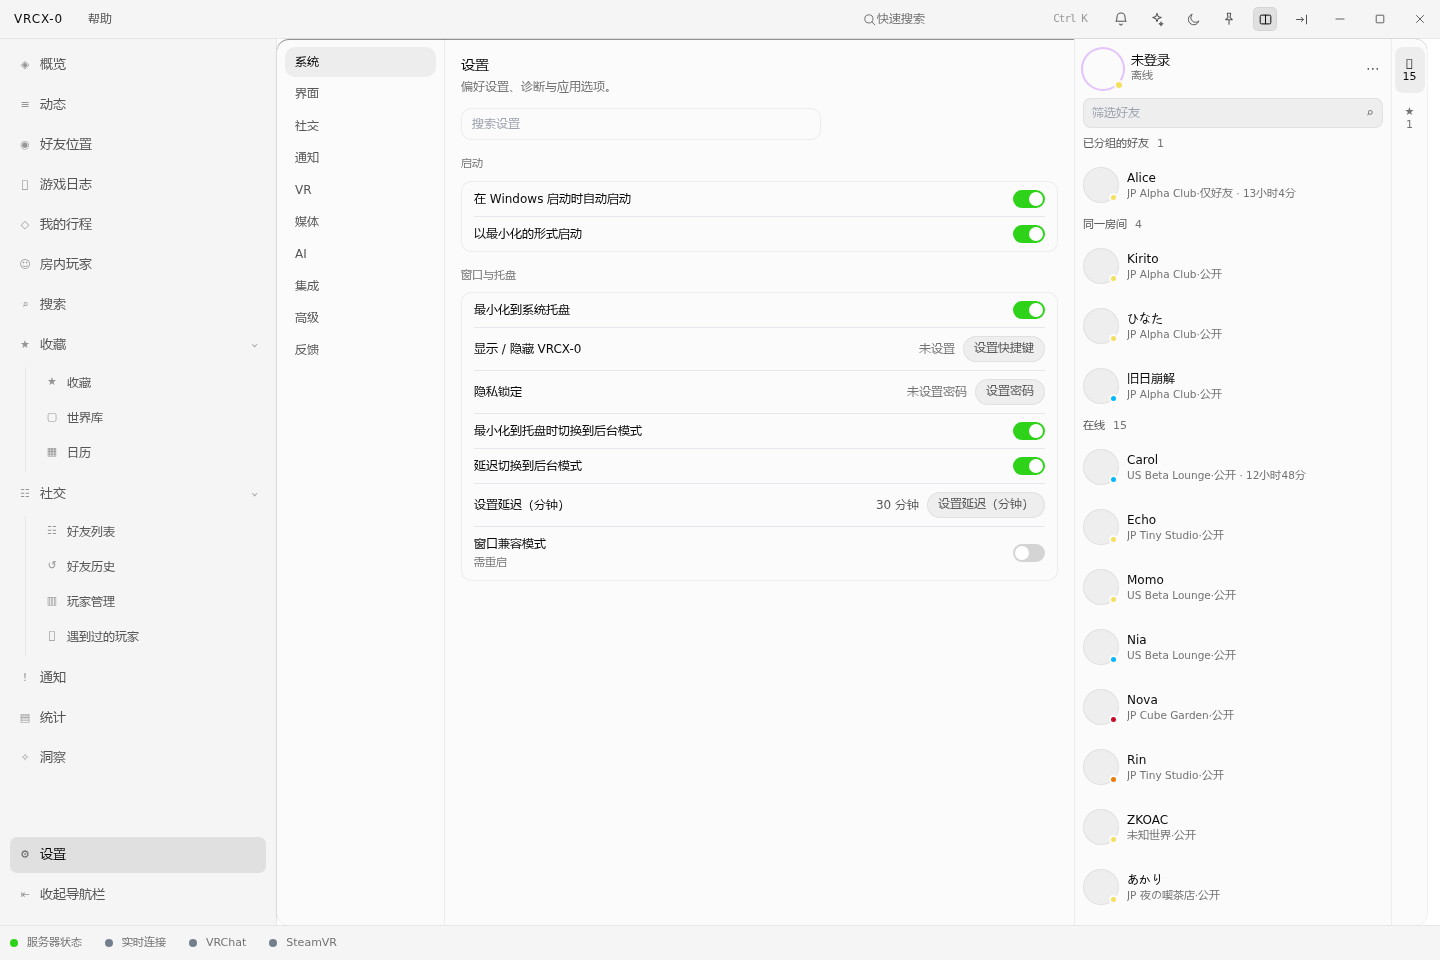 VRCX-0
帮助
快速搜索
Ctrl K
概览
动态
好友位置
游戏日志
我的行程
房内玩家
搜索
收藏
收藏
世界库
日历
社交
好友列表
好友历史
玩家管理
遇到过的玩家
通知
统计
洞察
设置
收起导航栏
系统
界面
社交
通知
VR
媒体
AI
集成
高级
反馈
设置
偏好设置、诊断与应用选项。
搜索设置
启动
在 Windows 启动时自动启动
以最小化的形式启动
窗口与托盘
最小化到系统托盘
显示 / 隐藏 VRCX-0
未设置
设置快捷键
隐私锁定
未设置密码
设置密码
最小化到托盘时切换到后台模式
延迟切换到后台模式
设置延迟（分钟）
30 分钟
设置延迟（分钟）
窗口兼容模式
需重启
未登录
离线
筛选好友
已分组的好友 1
Alice
JP Alpha Club·仅好友 · 13小时4分
同一房间 4
Kirito
JP Alpha Club·公开
ひなた
JP Alpha Club·公开
旧日崩解
JP Alpha Club·公开
在线 15
Carol
US Beta Lounge·公开 · 12小时48分
Echo
JP Tiny Studio·公开
Momo
US Beta Lounge·公开
Nia
US Beta Lounge·公开
Nova
JP Cube Garden·公开
Rin
JP Tiny Studio·公开
ZKOAC
未知世界·公开
あかり
JP 夜の喫茶店·公开
15
1
服务器状态
实时连接
VRChat
SteamVR